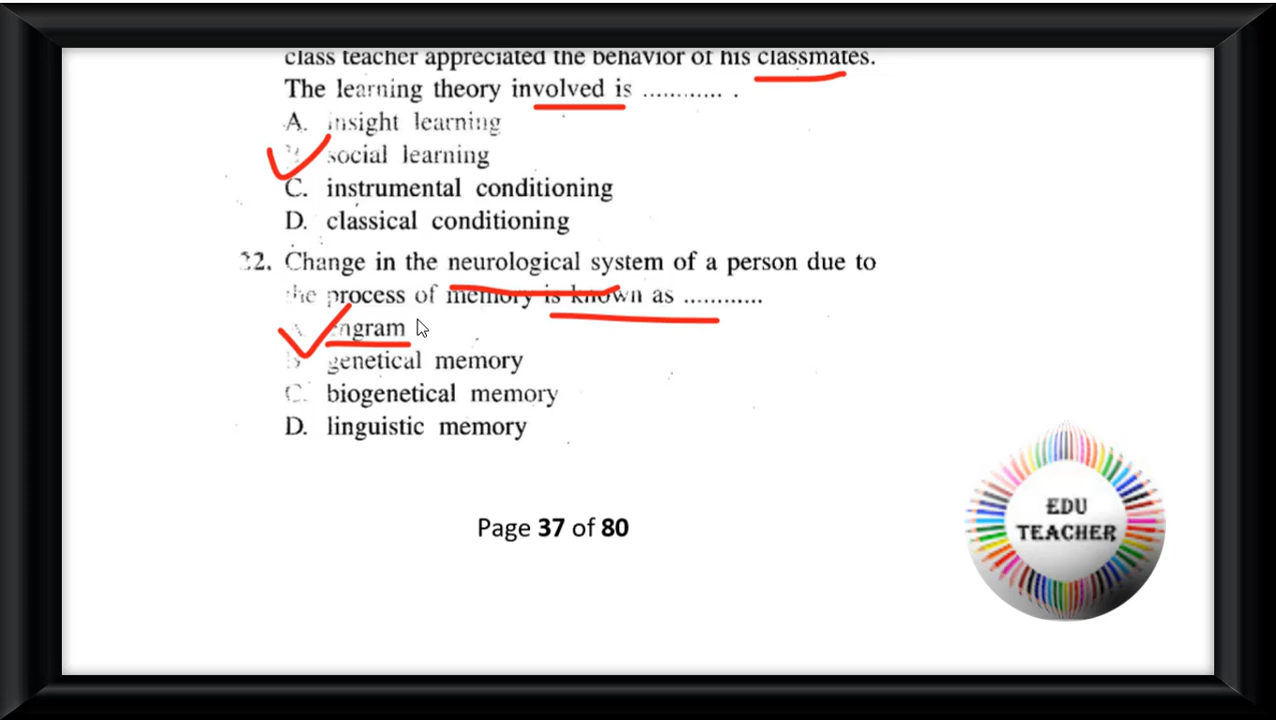 class teacher appreciated the behavior of his classmates.
The learning theory involved is ............ .
A. insight learning
social learning
C. instrumental conditioning
D. classical conditioning
22. Change in the neurological system of a person due to
the process of memory is known as ............
engram
B genetical memory
C. biogenetical memory
D. linguistic memory
Page 37 of 80
EDU
TEACHER